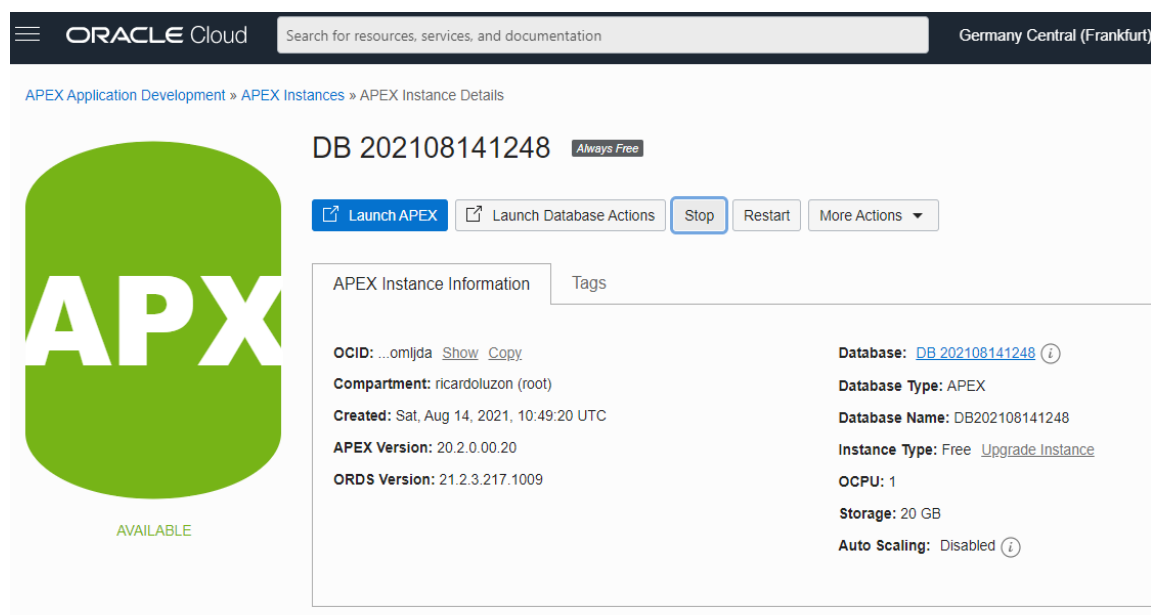 ORACLE Cloud
Search for resources, services, and documentation
Germany Central (Frankfurt)
APEX Application Development » APEX Instances » APEX Instance Details
DB 202108141248 Always Free
Launch APEX Launch Database Actions Stop Restart More Actions
APX
AVAILABLE
APEX Instance Information Tags
OCID: ...omljda Show Copy
Compartment: ricardoluzon (root)
Created: Sat, Aug 14, 2021, 10:49:20 UTC
APEX Version: 20.2.0.00.20
ORDS Version: 21.2.3.217.1009
Database: DB 202108141248 i
Database Type: APEX
Database Name: DB202108141248
Instance Type: Free Upgrade Instance
OCPU: 1
Storage: 20 GB
Auto Scaling: Disabled i